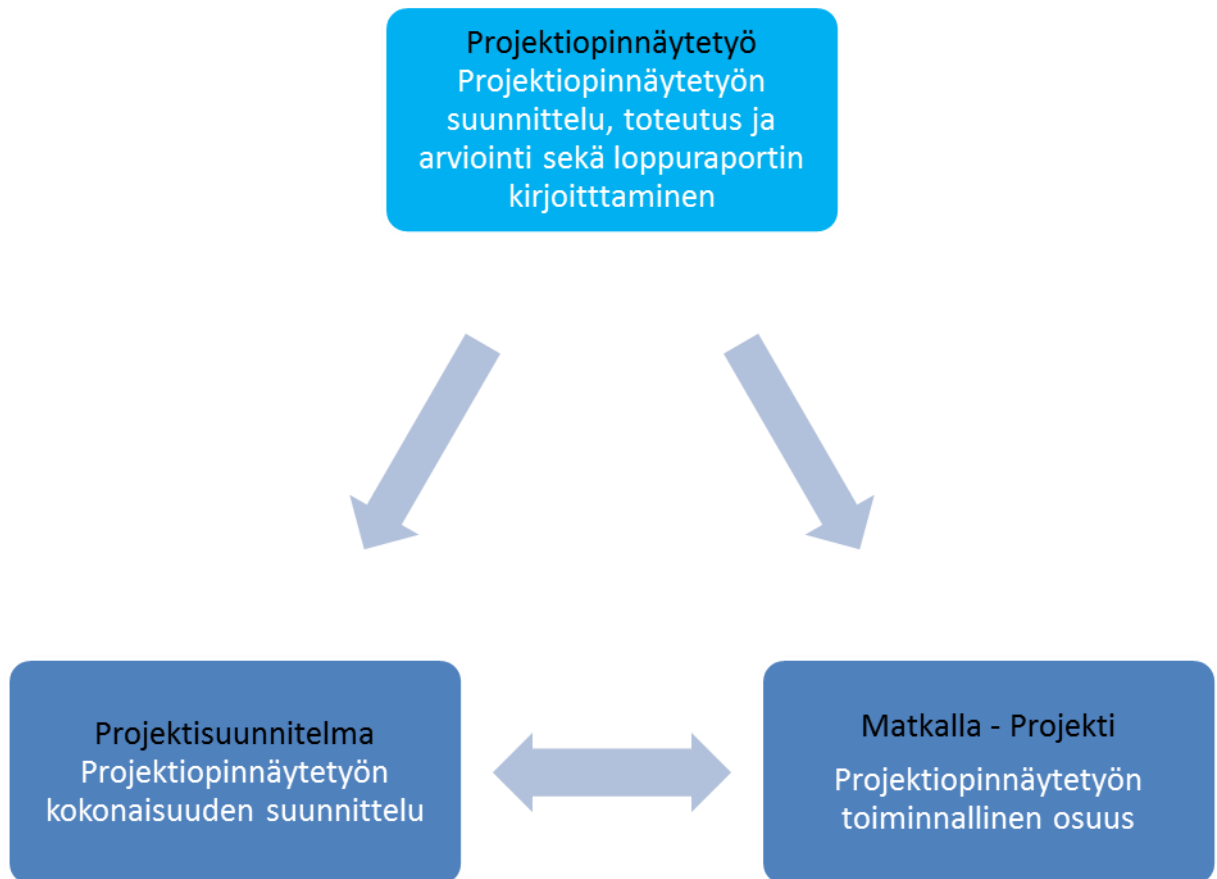 Projektiopinnäytetyö
Projektiopinnäytetyön
suunnittelu, toteutus ja
arviointi sekä loppuraportin
kirjoitttaminen
Projektisuunnitelma
Projektiopinnäytetyön
kokonaisuuden suunnittelu
Matkalla - Projekti
Projektiopinnäytetyön
toiminnallinen osuus